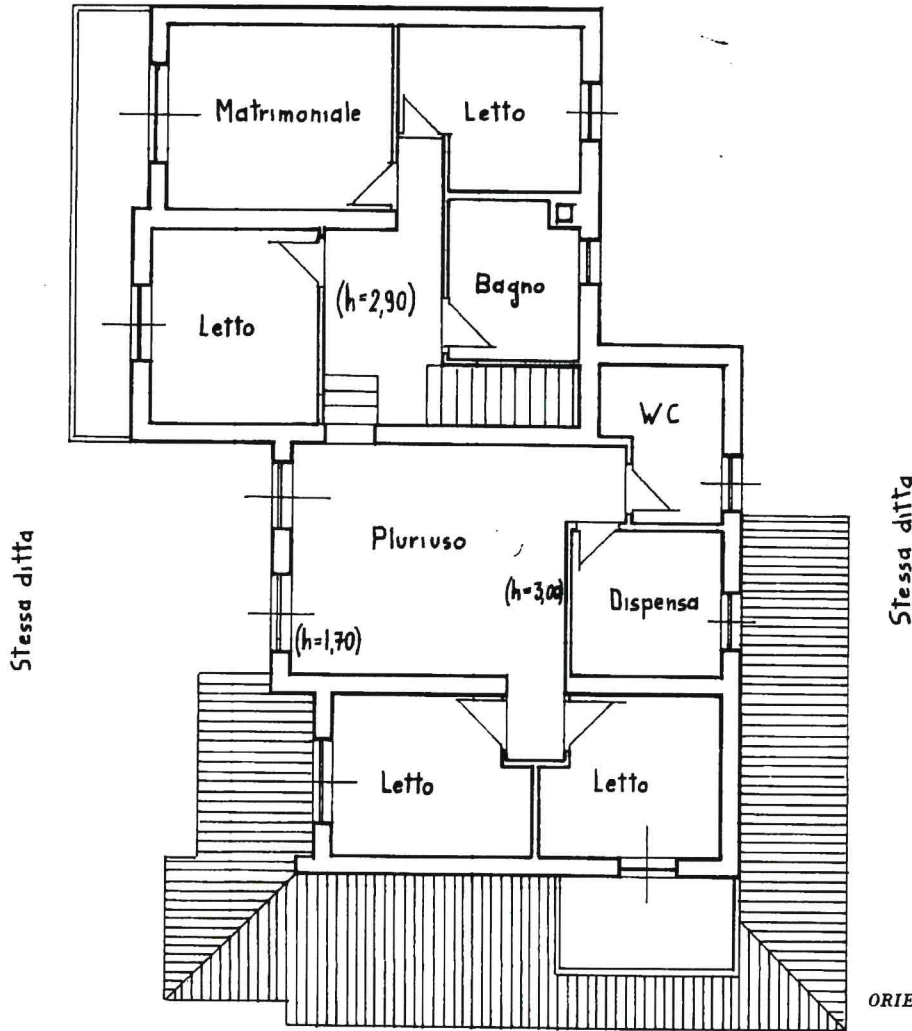 Matrimoniale
Letto
Letto
(h=2,90)
Bagno
WC
Stessa ditta
Pluriuso
(h=3,00)
Dispensa
(h=1,70)
Stessa ditta
Letto
Letto
ORIE